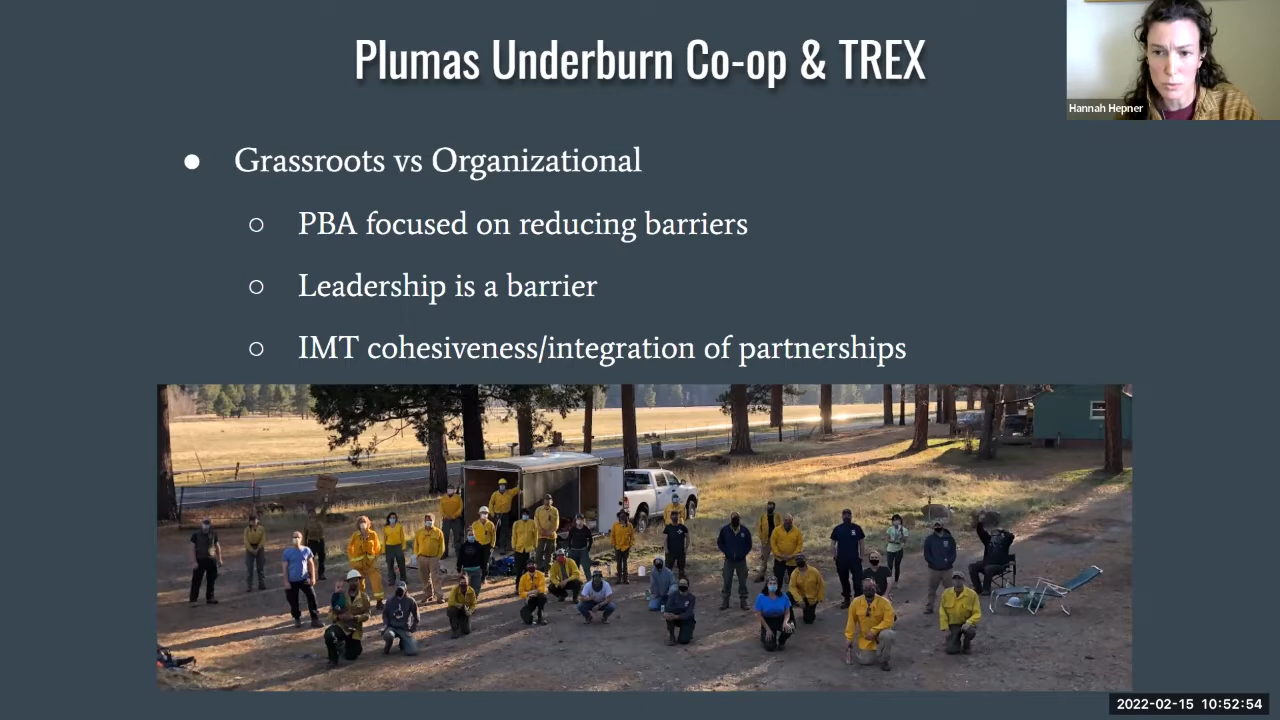 Plumas Underburn Co-op & TREX
Hannah Hepner
● Grassroots vs Organizational
○ PBA focused on reducing barriers
○ Leadership is a barrier
○ IMT cohesiveness/integration of partnerships
2022-02-15 10:52:54